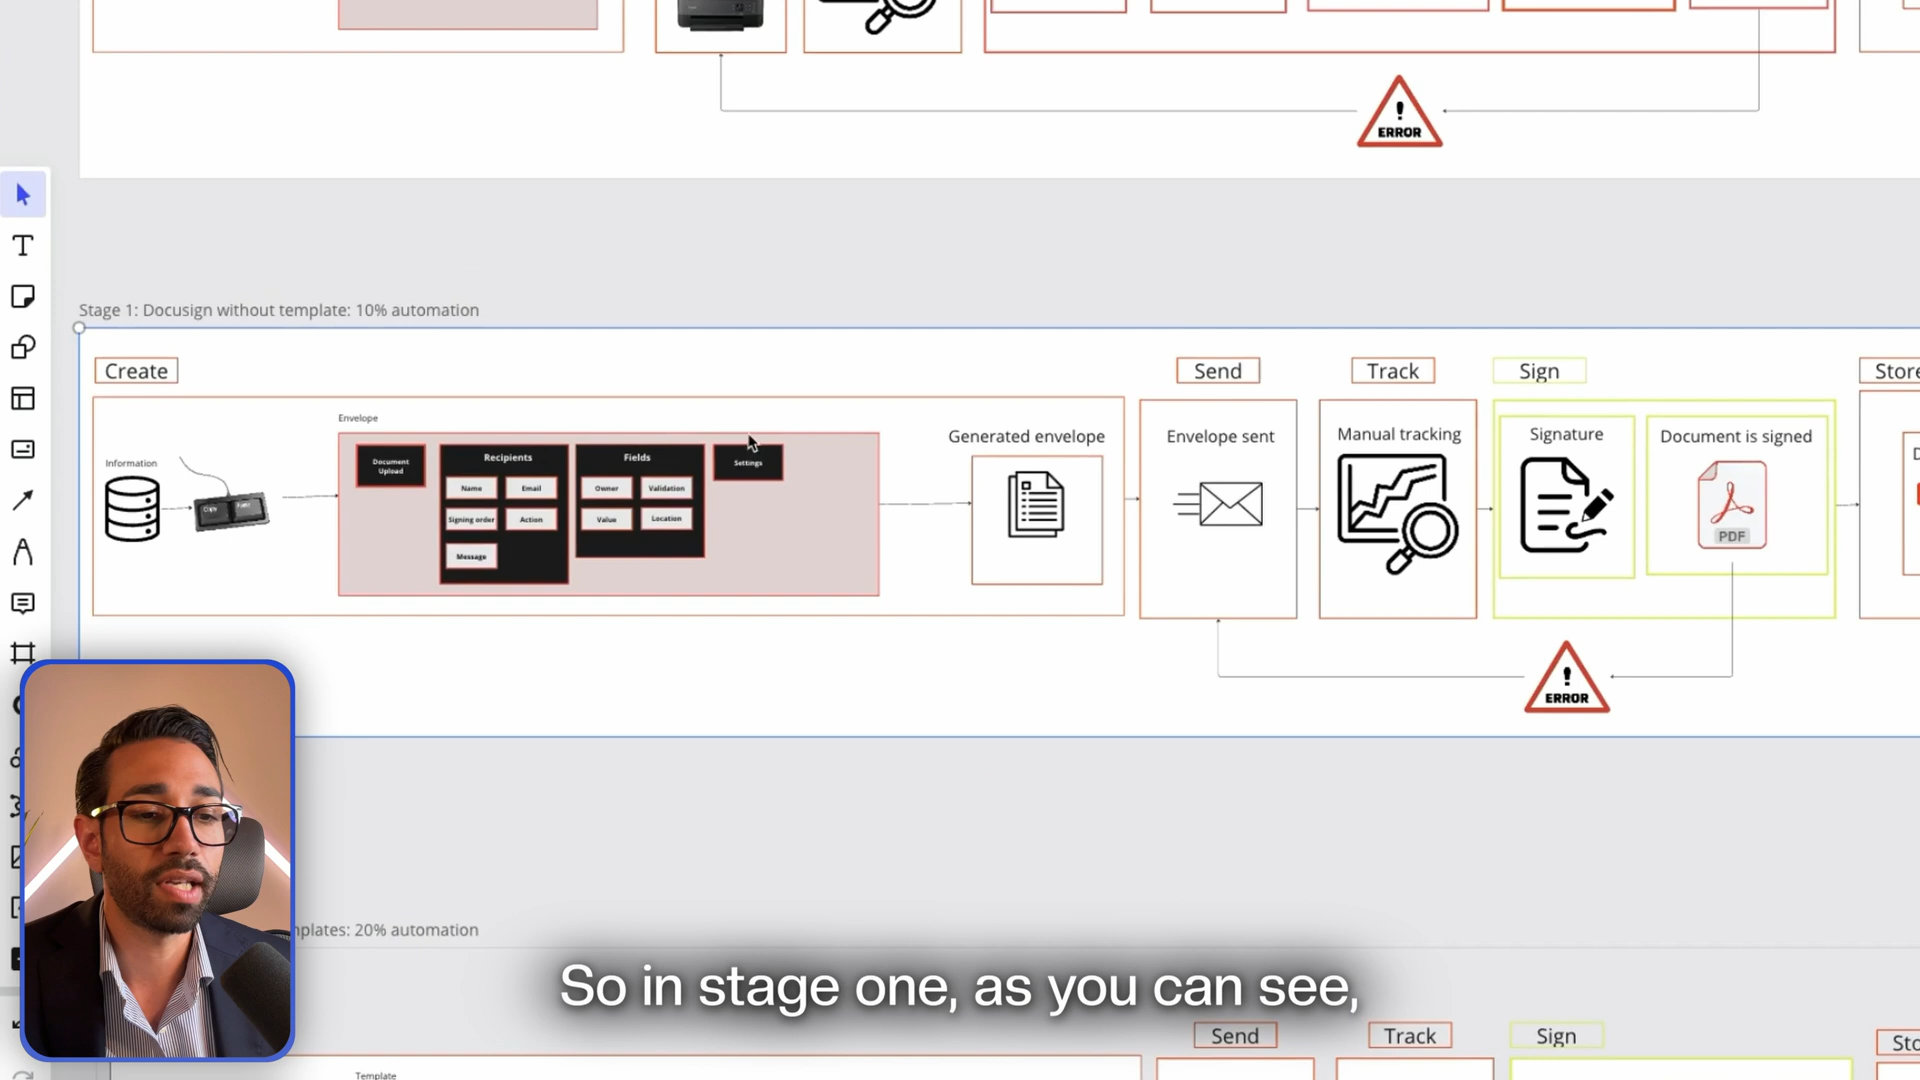 ERROR
Stage 1: Docusign without template: 10% automation
Create
Send
Track
Sign
Store
Envelope
Information
Copy
Paste
Document
Upload
Recipients
Name
Email
Signing order
Action
Message
Fields
Owner
Validation
Value
Location
Settings
Generated envelope
Envelope sent
Manual tracking
Signature
Document is signed
PDF
D
ERROR
mplates: 20% automation
So in stage one, as you can see,
Send
Track
Sign
Sto
Template